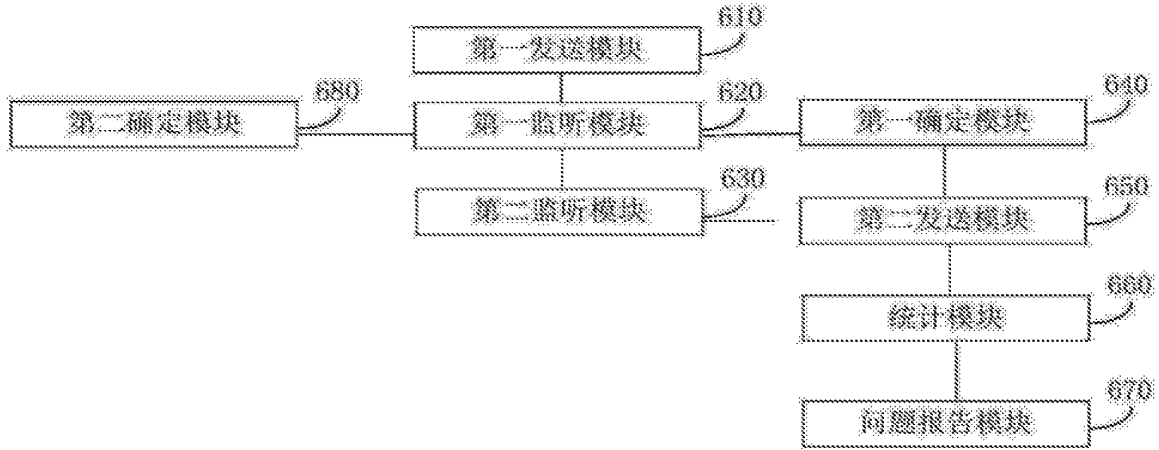 610
第一发送模块
680
第二确定模块
620
第一监听模块
640
第一确定模块
630
第二监听模块
650
第二发送模块
660
统计模块
670
问题报告模块